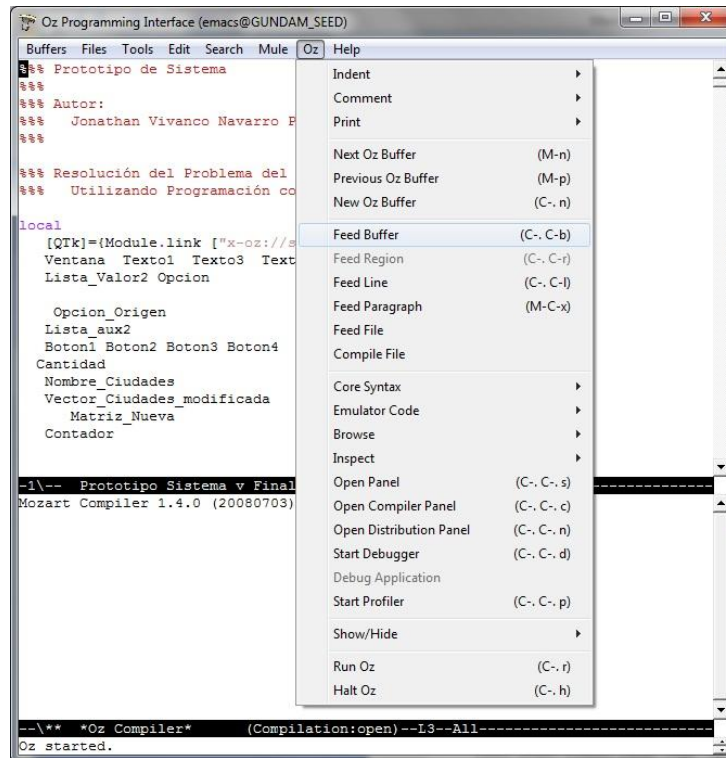 Oz Programming Interface (emacs@GUNDAM_SEED)
Buffers Files Tools Edit Search Mule Oz Help
%%% Prototipo de Sistema
%%%
%%% Autor:
%%% Jonathan Vivanco Navarro P
%%%
%%% Resolución del Problema del
%%% Utilizando Programación co
local
[QTk]={Module.link ["x-oz://s
Ventana Texto1 Texto3 Text
Lista_Valor2 Opcion
Opcion_Origen
Lista_aux2
Boton1 Boton2 Boton3 Boton4
Cantidad
Nombre_Ciudades
Vector_Ciudades_modificada
Matriz_Nueva
Contador
-1\-- Prototipo Sistema v Final
Mozart Compiler 1.4.0 (20080703)
Indent
Comment
Print
Next Oz Buffer (M-n)
Previous Oz Buffer (M-p)
New Oz Buffer (C-. n)
Feed Buffer (C-. C-b)
Feed Region (C-. C-r)
Feed Line (C-. C-l)
Feed Paragraph (M-C-x)
Feed File
Compile File
Core Syntax
Emulator Code
Browse
Inspect
Open Panel (C-. C-. s)
Open Compiler Panel (C-. C-. c)
Open Distribution Panel (C-. C-. n)
Start Debugger (C-. C-. d)
Debug Application
Start Profiler (C-. C-. p)
Show/Hide
Run Oz (C-. r)
Halt Oz (C-. h)
--\** *Oz Compiler* (Compilation:open)--L3--All--------------------------
Oz started.